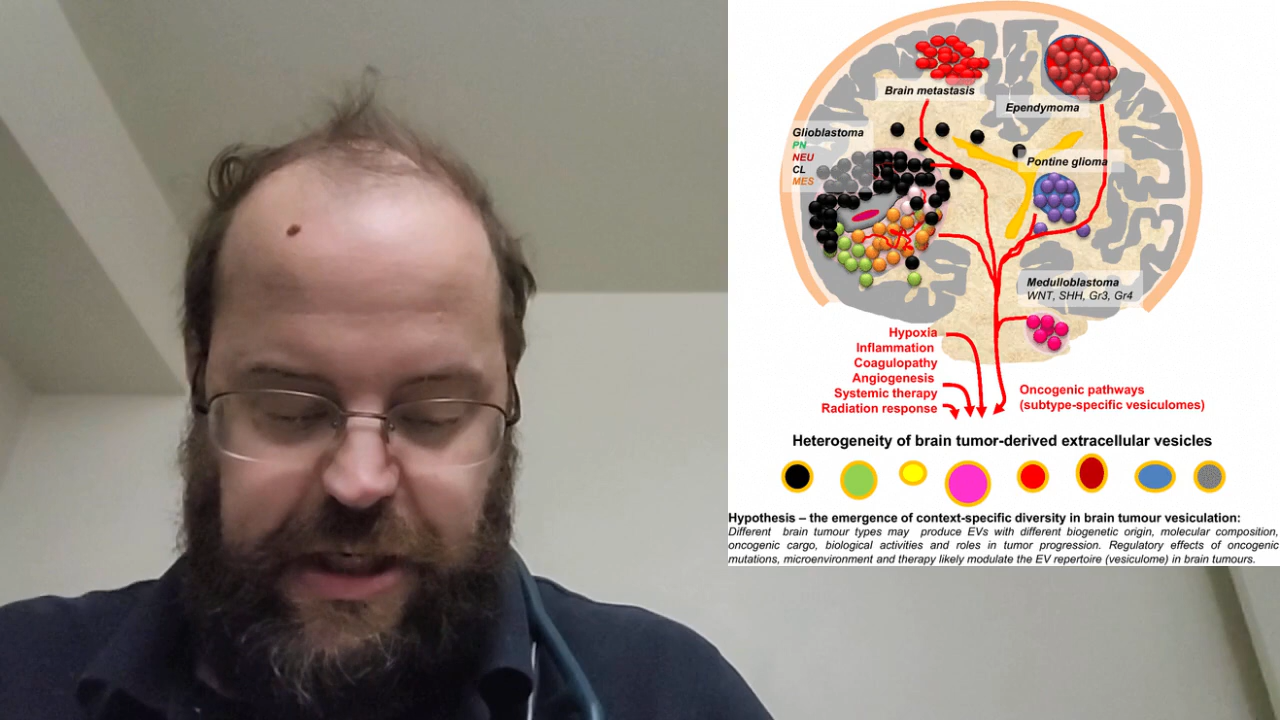 Brain metastasis
Ependymoma
Glioblastoma
PN
NEU
CL
MES
Pontine glioma
Medulloblastoma
WNT, SHH, Gr3, Gr4
Hypoxia
Inflammation
Coagulopathy
Angiogenesis
Systemic therapy
Radiation response
Oncogenic pathways
(subtype-specific vesiculomes)
Heterogeneity of brain tumor-derived extracellular vesicles
Hypothesis – the emergence of context-specific diversity in brain tumour vesiculation:
Different brain tumour types may produce EVs with different biogenetic origin, molecular composition,
oncogenic cargo, biological activities and roles in tumor progression. Regulatory effects of oncogenic
mutations, microenvironment and therapy likely modulate the EV repertoire (vesiculome) in brain tumours.